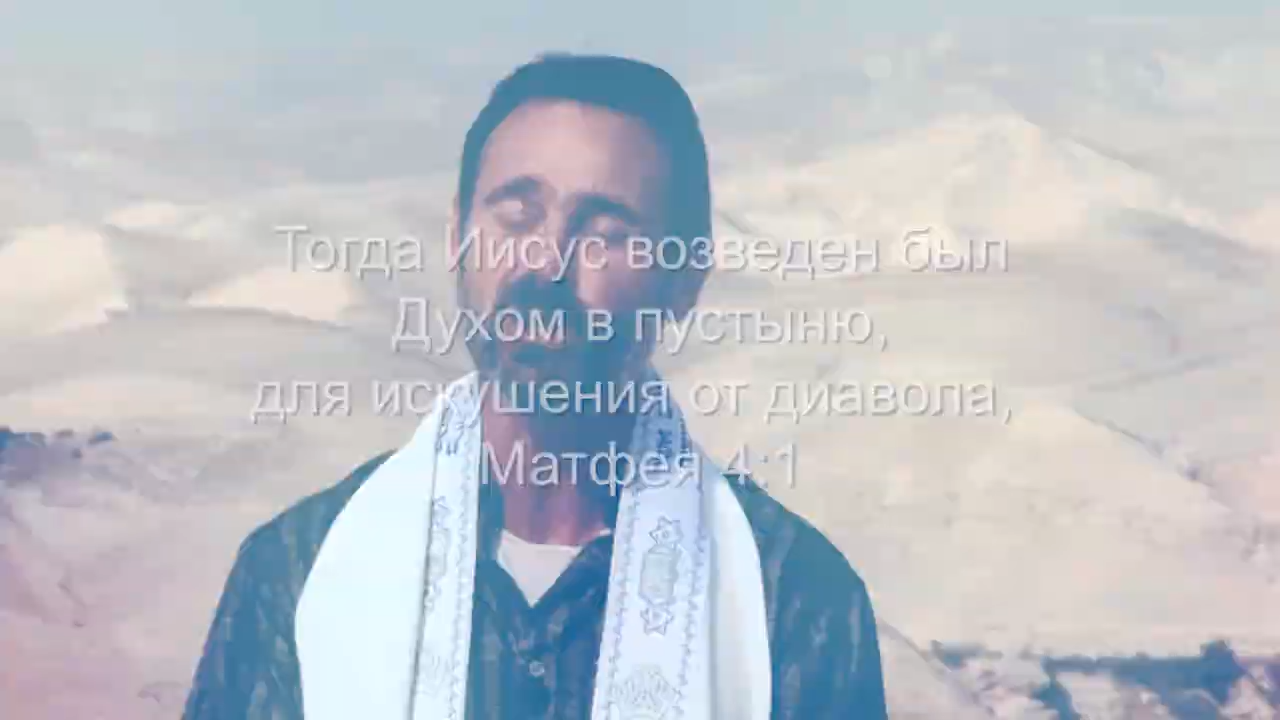 Тогда Иисус возведен был
Духом в пустыню,
для искушения от диавола,
Матфея 4:1